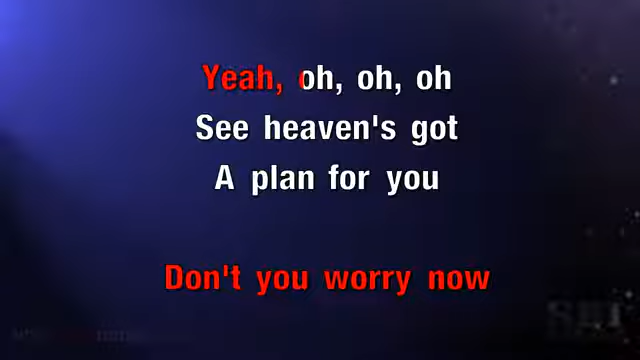 Yeah, oh, oh, oh
See heaven's got
A plan for you
Don't you worry now